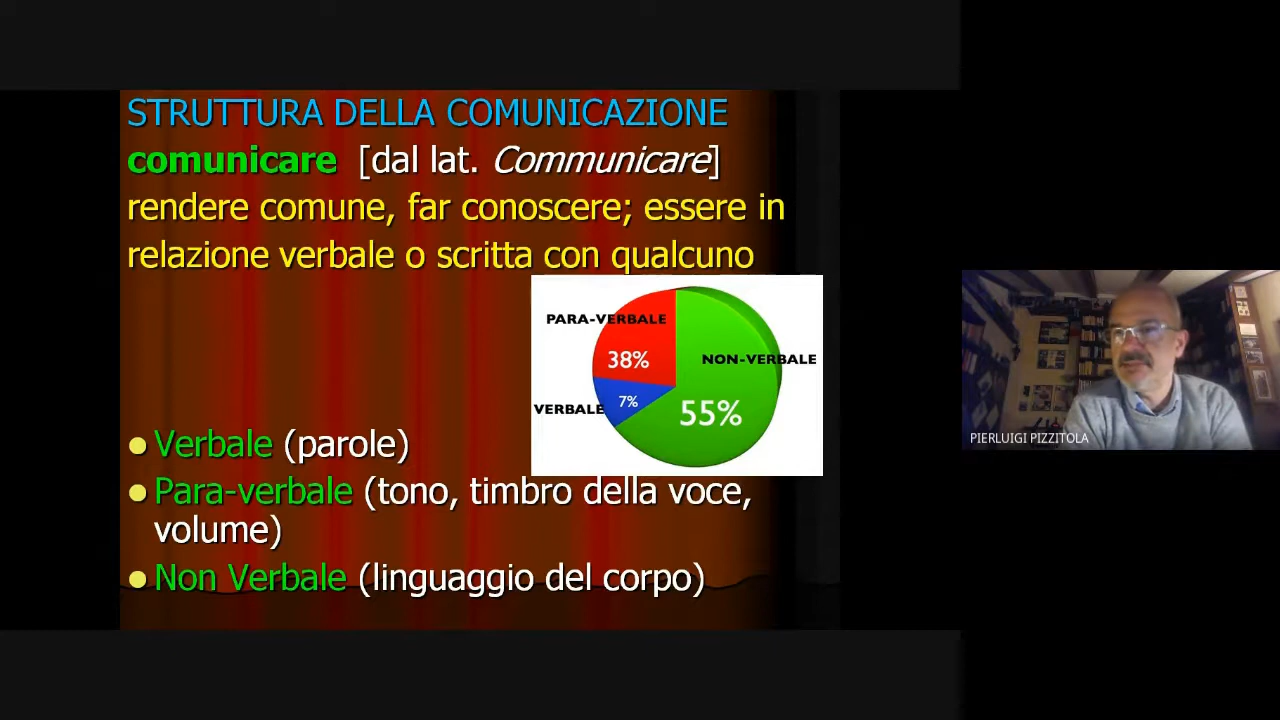 STRUTTURA DELLA COMUNICAZIONE
comunicare [dal lat. Communicare]
rendere comune, far conoscere; essere in
relazione verbale o scritta con qualcuno
PARA-VERBALE
38%
NON-VERBALE
VERBALE
7%
55%
Verbale (parole)
Para-verbale (tono, timbro della voce,
volume)
Non Verbale (linguaggio del corpo)
PIERLUIGI PIZZITOLA